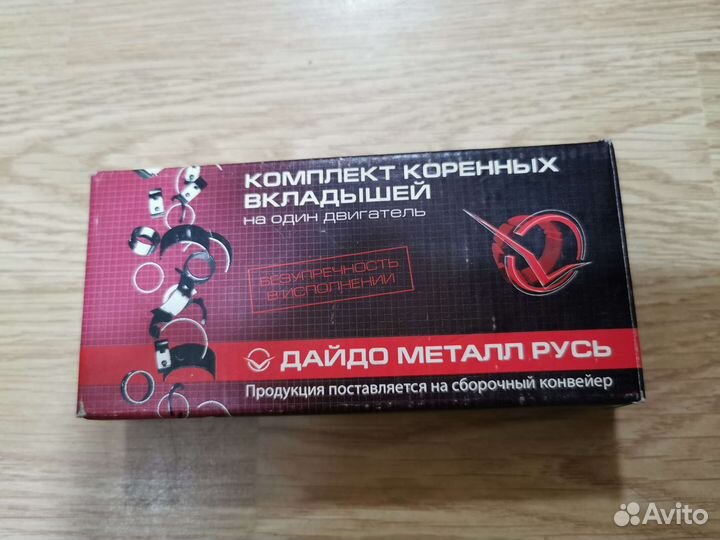 КОМПЛЕКТ КОРЕННЫХ
ВКЛАДЫШЕЙ
на один двигатель
БЕЗУПРЕЧНОСТЬ
В ИСПОЛНЕНИИ
ДАЙДО МЕТАЛЛ РУСЬ
Продукция поставляется на сборочный конвейер
Avito